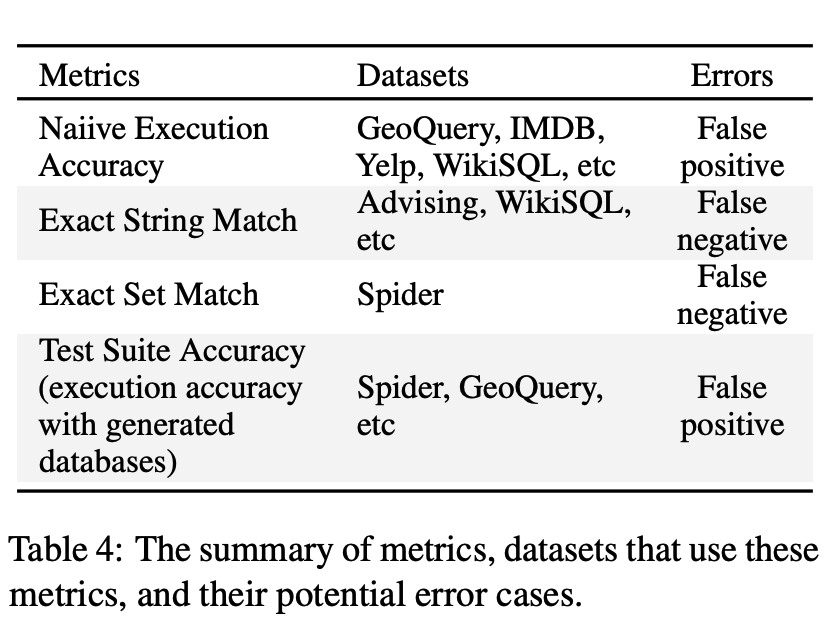 Metrics Datasets Errors
Naiive Execution Accuracy GeoQuery, IMDB, Yelp, WikiSQL, etc False positive
Exact String Match Advising, WikiSQL, etc False negative
Exact Set Match Spider False negative
Test Suite Accuracy (execution accuracy with generated databases) Spider, GeoQuery, etc False positive
Table 4: The summary of metrics, datasets that use these
metrics, and their potential error cases.